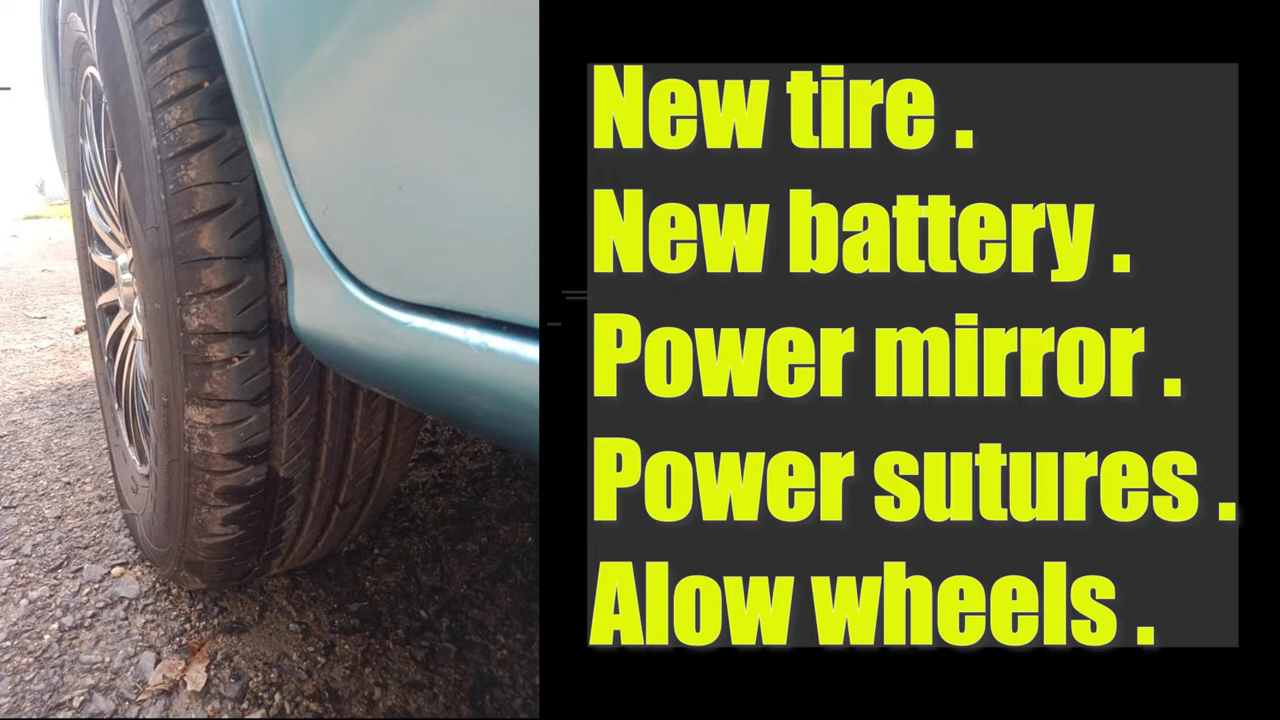 New tire .
New battery .
Power mirror .
Power sutures .
Alow wheels .